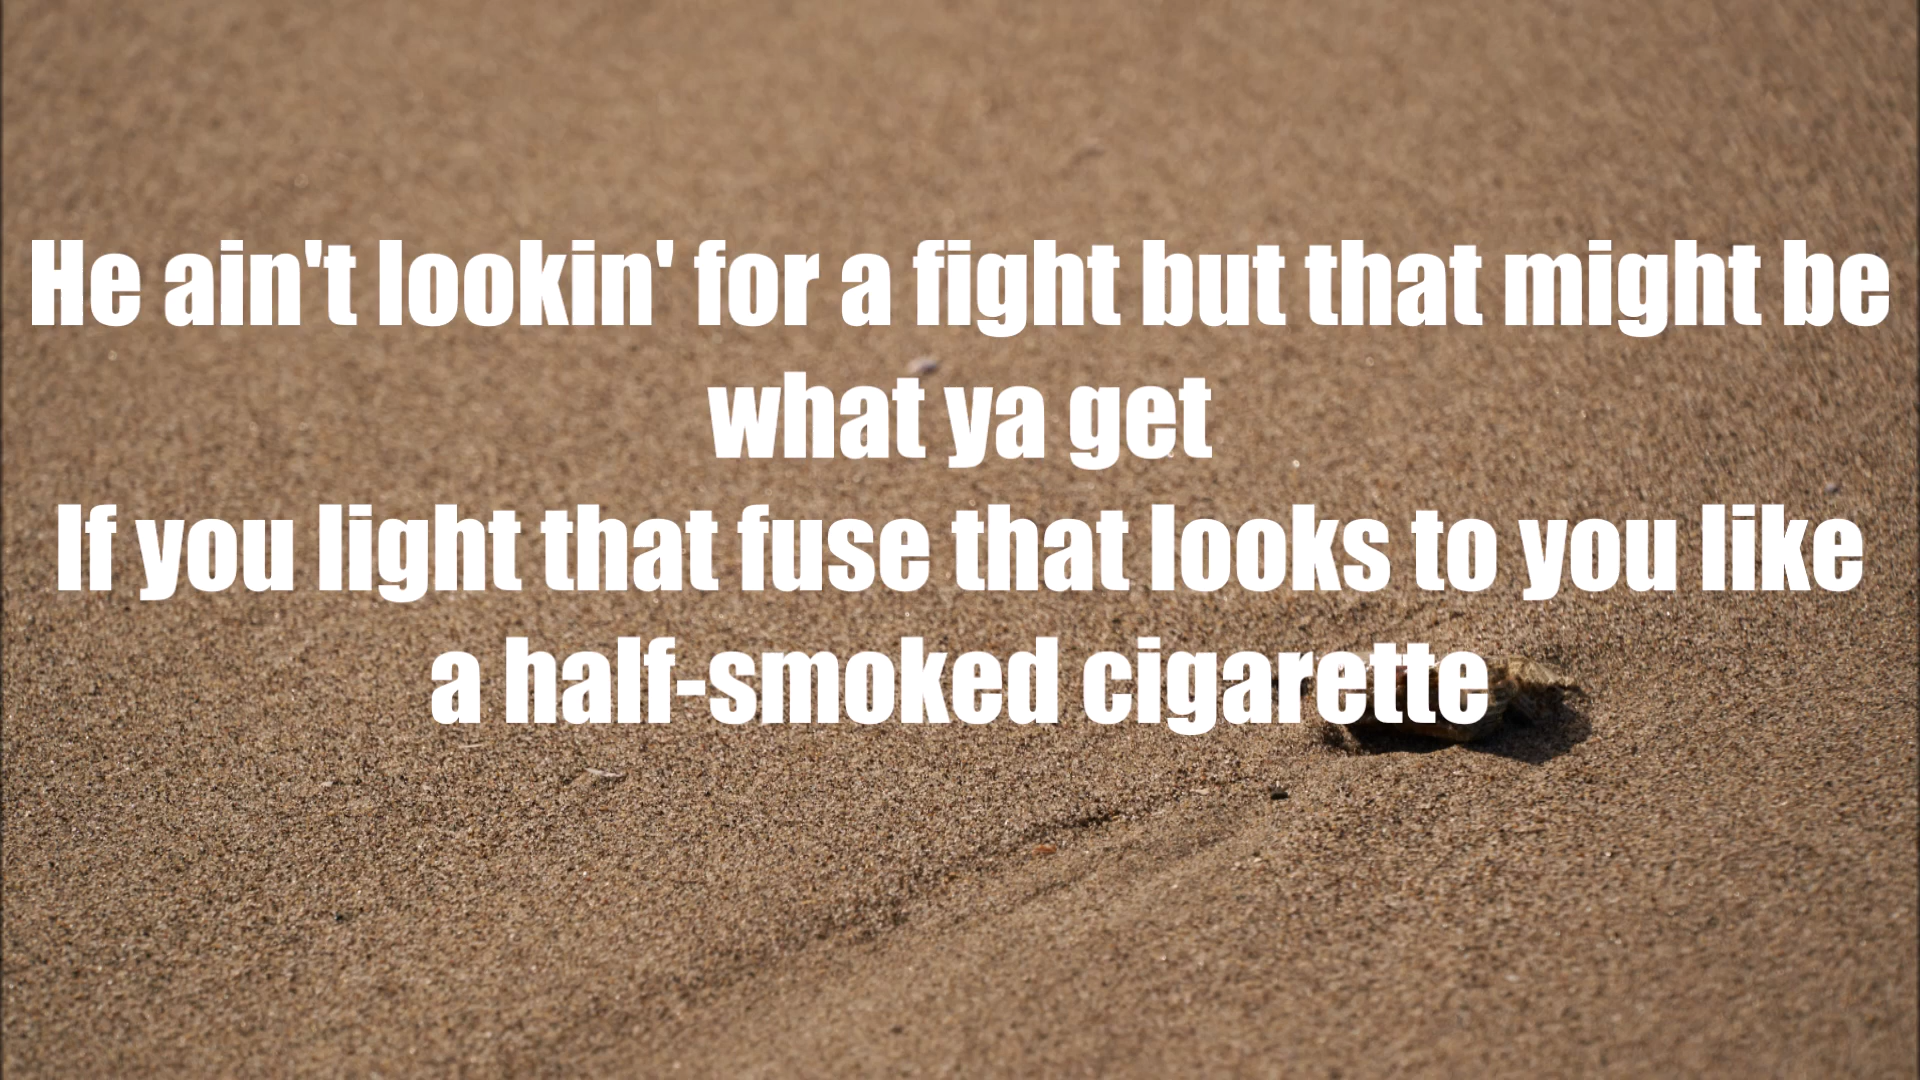 He ain't lookin' for a fight but that might be
what ya get
If you light that fuse that looks to you like
a half-smoked cigarette